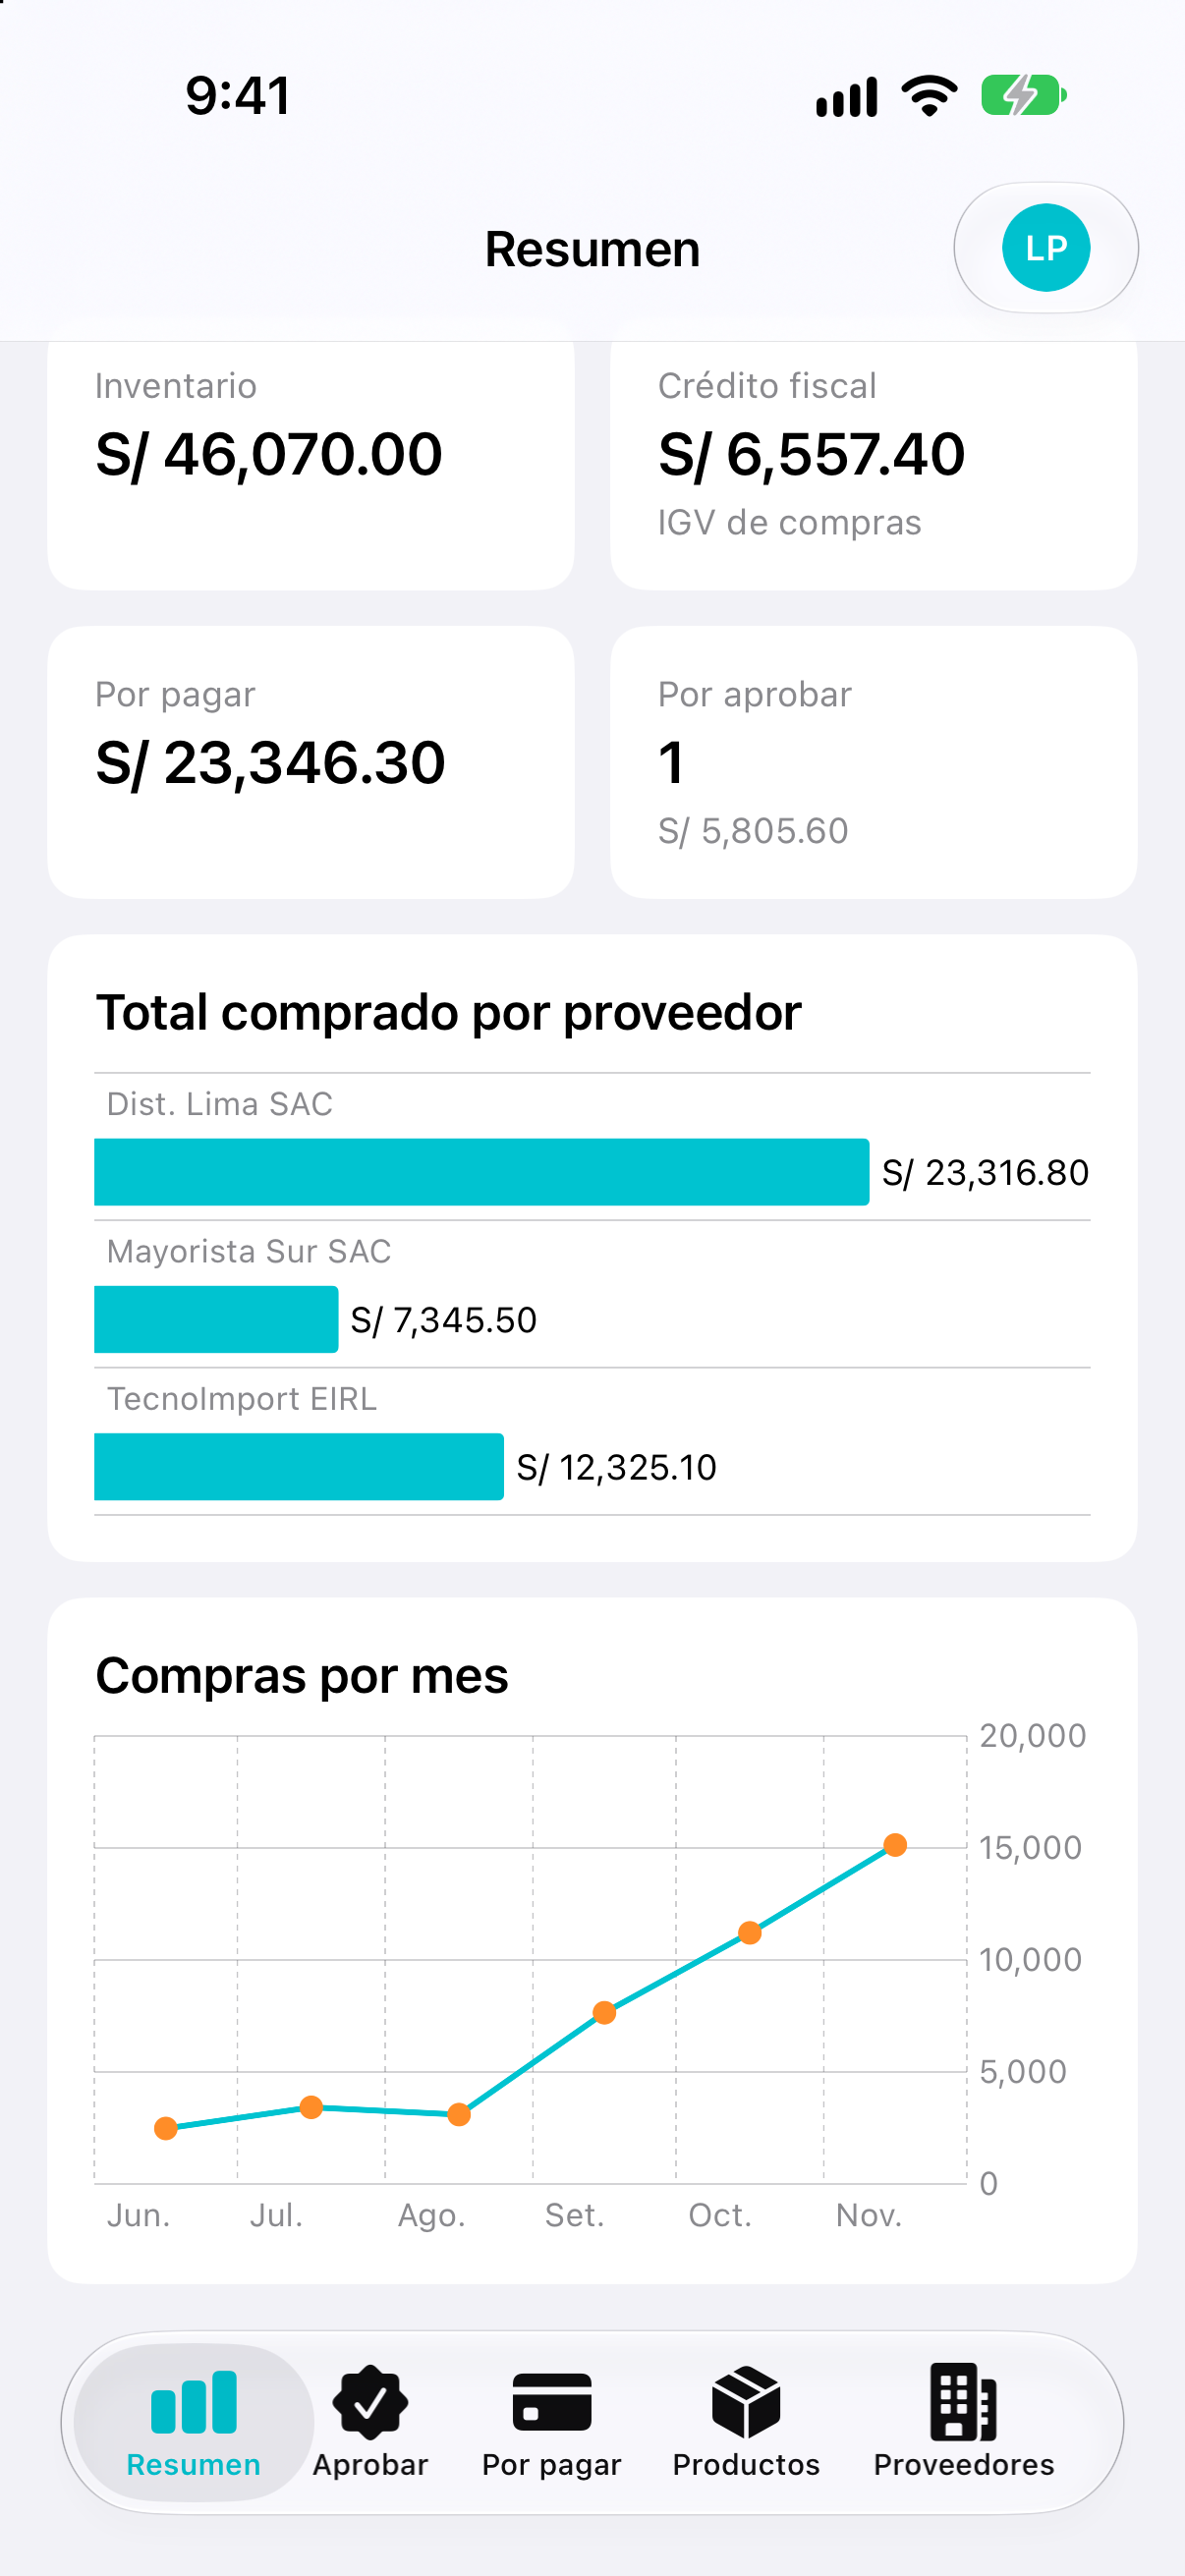 9:41
Resumen
LP
Inventario
S/ 46,070.00
Crédito fiscal
S/ 6,557.40
IGV de compras
Por pagar
S/ 23,346.30
Por aprobar
1
S/ 5,805.60
Total comprado por proveedor
Dist. Lima SAC
S/ 23,316.80
Mayorista Sur SAC
S/ 7,345.50
TecnoImport EIRL
S/ 12,325.10
Compras por mes
20,000
15,000
10,000
5,000
0
Jun. Jul. Ago. Set. Oct. Nov.
Resumen Aprobar Por pagar Productos Proveedores